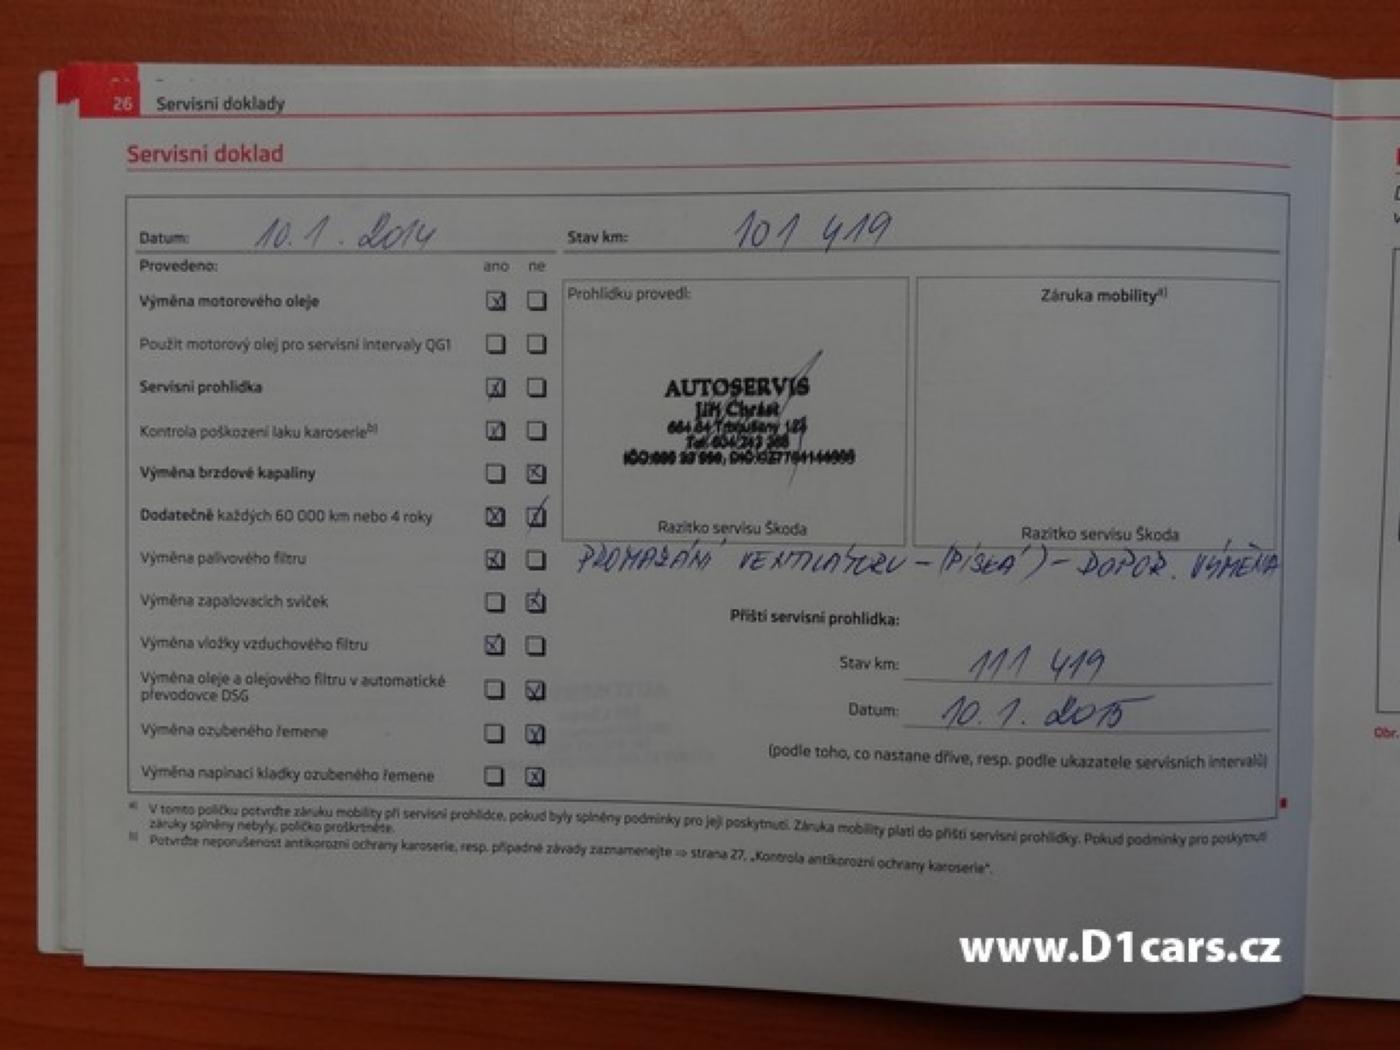 26 Servisní doklady
Servisní doklad
Datum: 10.1.2014 Stav km: 101 419
Provedeno: ano ne
Výměna motorového oleje
Použit motorový olej pro servisní intervaly QG1
Servisní prohlídka
Kontrola poškození laku karoserie b)
Výměna brzdové kapaliny
Dodatečně každých 60 000 km nebo 4 roky
Výměna palivového filtru
Výměna zapalovacích svíček
Výměna vložky vzduchového filtru
Výměna oleje a olejového filtru v automatické
převodovce DSG
Výměna ozubeného řemene
Výměna napínací kladky ozubeného řemene
Prohlídku provedl:
AUTOSERVIS
Jiří Chrást
Razítko servisu Škoda
Záruka mobility a)
Razítko servisu Škoda
PROMAZÁNÍ VENTILÁTORU - (PÍSKÁ) - DOPOR. VÝMĚNA
Příští servisní prohlídka:
Stav km: 111 419
Datum: 10.1.2015
(podle toho, co nastane dříve, resp. podle ukazatele servisních intervalů)
a) V tomto políčku potvrďte záruku mobility při servisní prohlídce, pokud byly splněny podmínky pro její poskytnutí. Záruka mobility platí do příští servisní prohlídky. Pokud podmínky pro poskytnutí
záruky splněny nebyly, políčko proškrtněte.
b) Potvrďte neporušenost antikorozní ochrany karoserie, resp. případné závady zaznamenejte ⇒ strana 27, „Kontrola antikorozní ochrany karoserie“.
Obr.
www.D1cars.cz